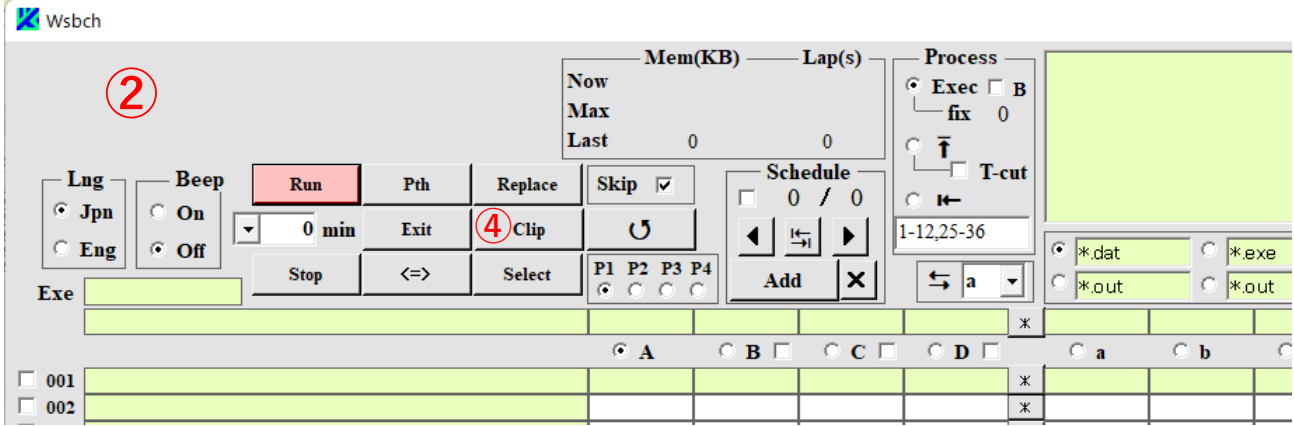 Wsbch
②
Mem(KB) Lap(s)
Now
Max
Last 0 0
Process
Exec B
fix 0
T-cut
1-12,25-36
a
Lng
Jpn
Eng
Beep
On
Off
Run Pth Replace
0 min Exit ④Clip
Stop <=> Select
Skip
↺
P1 P2 P3 P4
Schedule
0 / 0
Add ×
*.dat *.exe
*.out *.out
Exe
*
A B C D a b
001 *
002 *